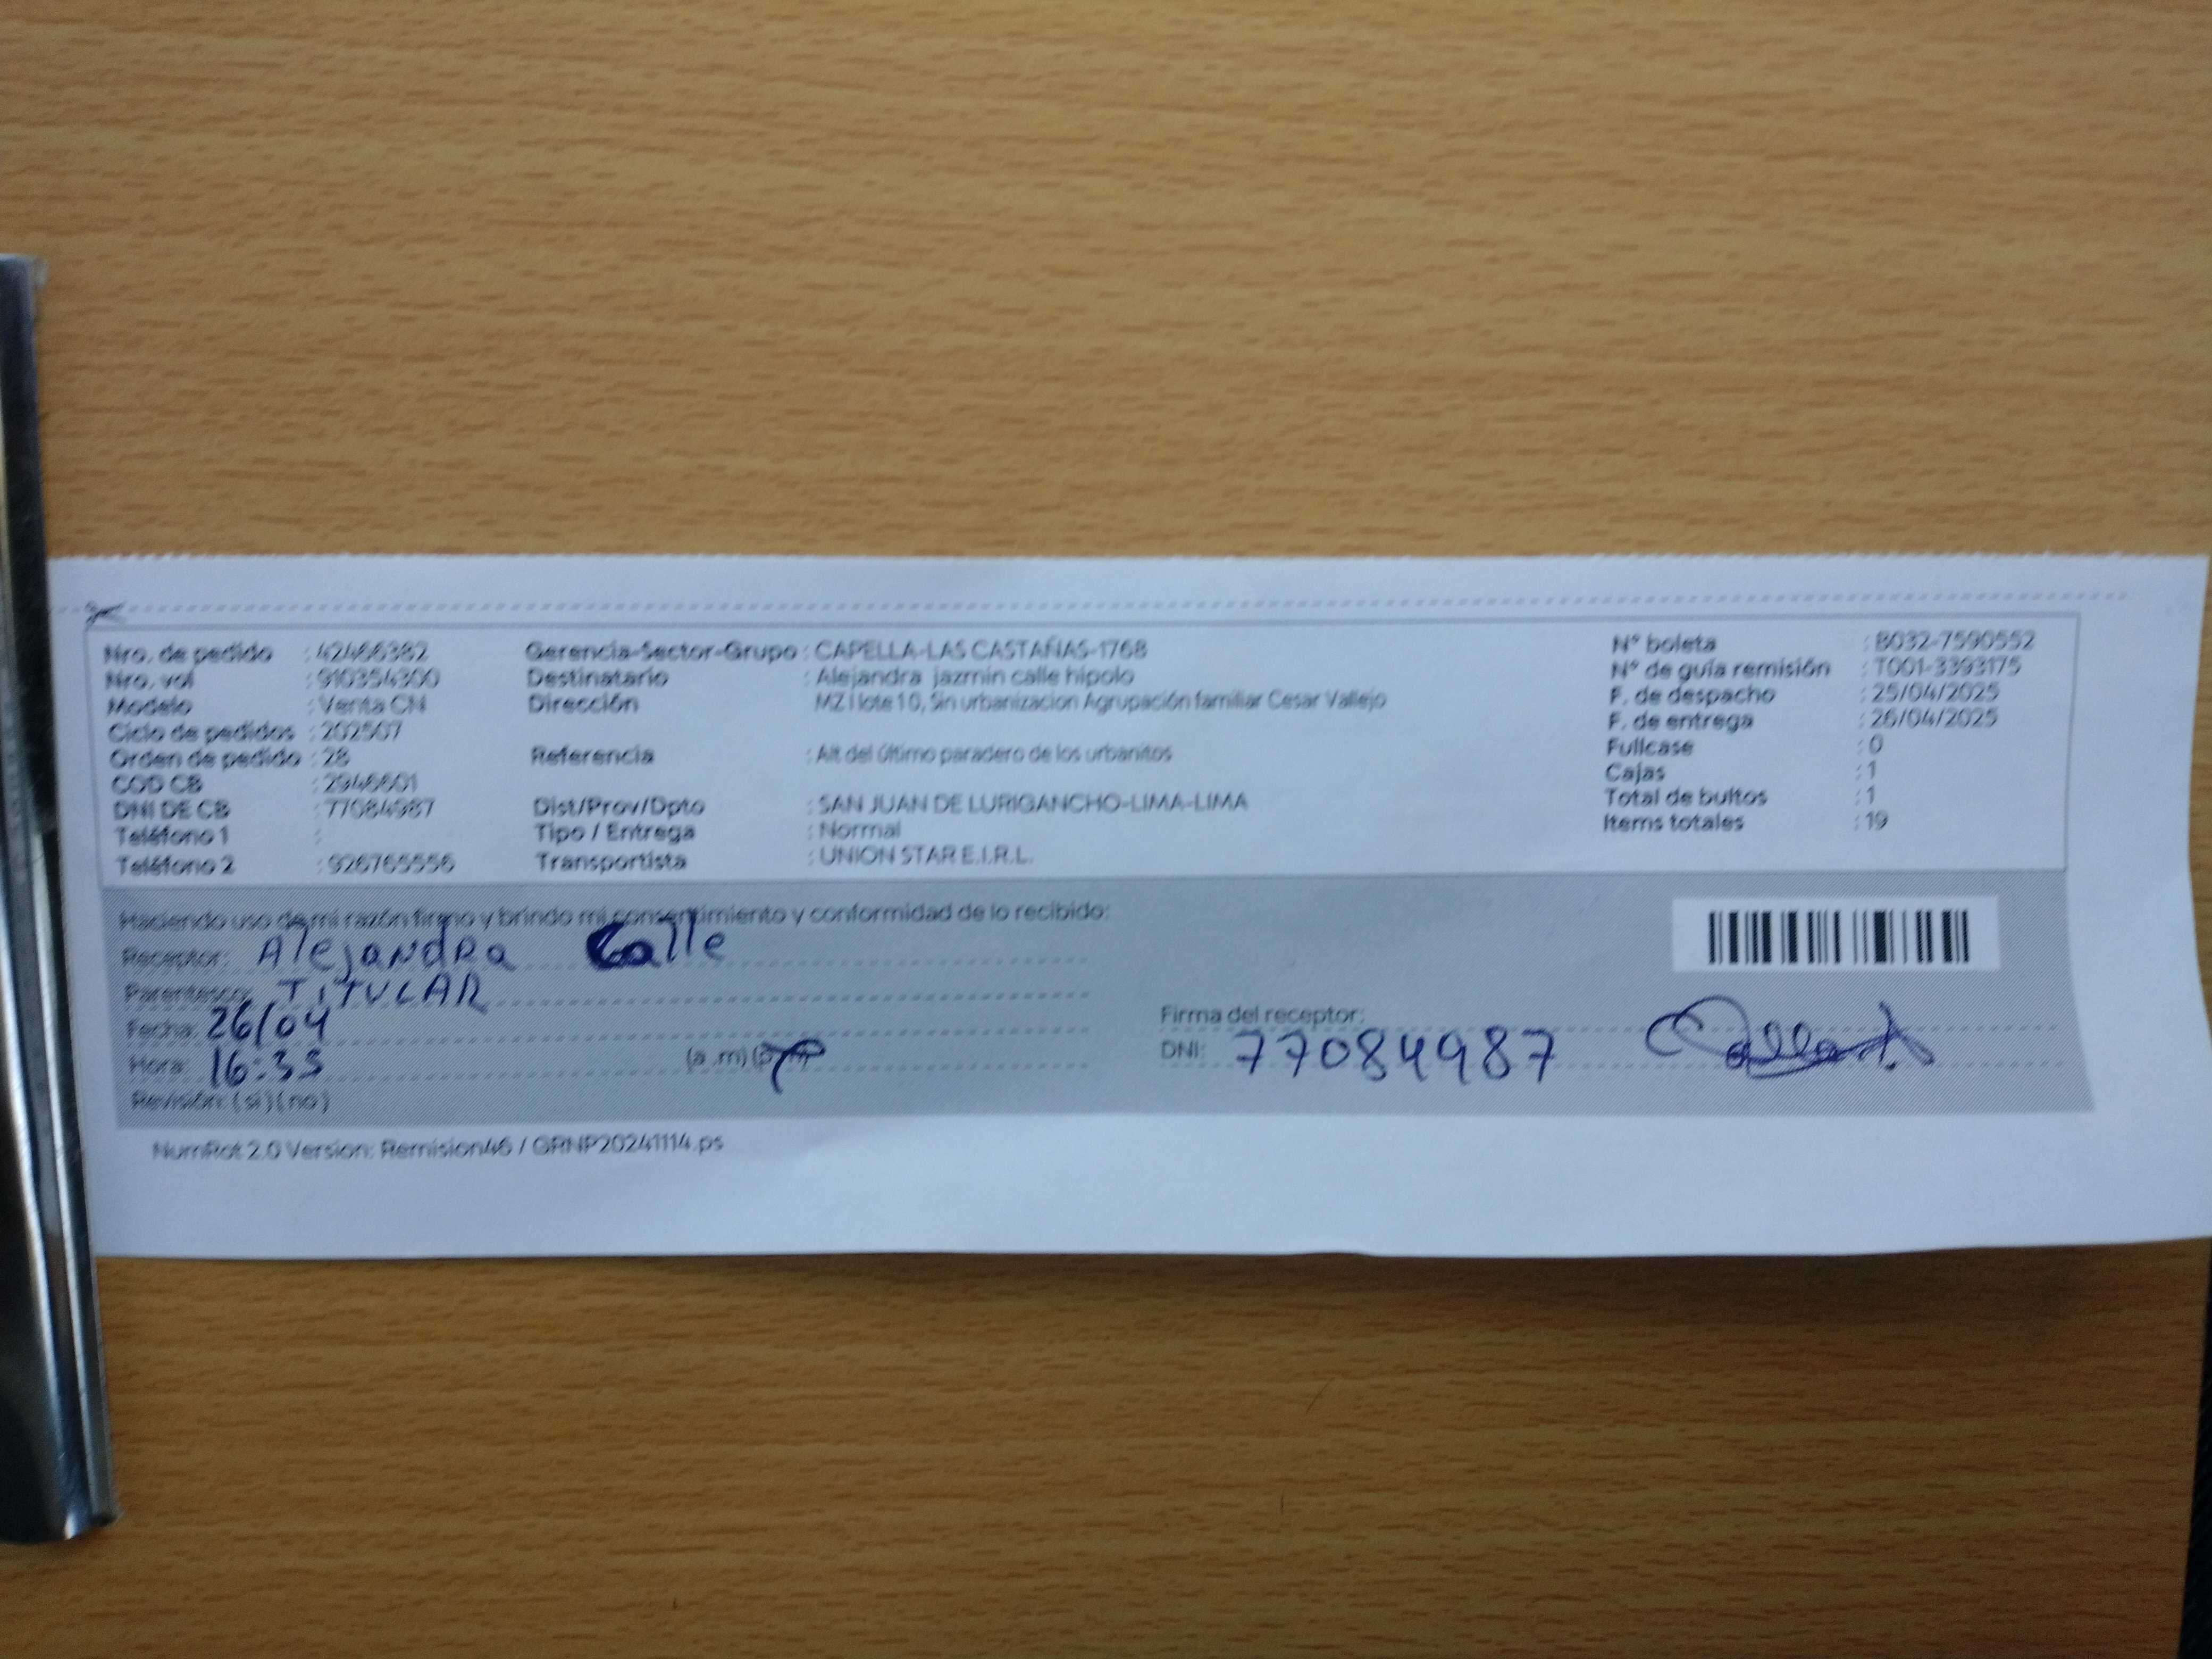 Nro. de pedido : 42466382
Nro. vol : 910354300
Modelo : Venta CN
Ciclo de pedidos : 202507
Orden de pedido : 28
COD CB : 2946601
DNI DE CB : 77084987
Teléfono 1 :
Teléfono 2 : 926765556
Gerencia-Sector-Grupo : CAPELLA-LAS CASTAÑAS-1768
Destinatario : Alejandra jazmin calle hipolo
Dirección MZ I lote 10, Sin urbanizacion Agrupación familiar Cesar Vallejo
Referencia : Alt del último paradero de los urbanitos
Dist/Prov/Dpto : SAN JUAN DE LURIGANCHO-LIMA-LIMA
Tipo / Entrega : Normal
Transportista : UNION STAR E.I.R.L.
N° boleta : B032-7590552
N° de guía remisión : T001-3393175
F. de despacho : 25/04/2025
F. de entrega : 26/04/2025
Fullcase : 0
Cajas : 1
Total de bultos : 1
Items totales : 19
Haciendo uso de mi razón firmo y brindo mi consentimiento y conformidad de lo recibido:
Receptor: Alejandra Calle
Parentesco: TITULAR
Fecha: 26/04
Hora: 16:33 (a .m) (p .m)
Revisión: ( si ) ( no )
Firma del receptor:
DNI: 77084987
NumRot 2.0 Version: Remision46 / GRNP20241114.ps